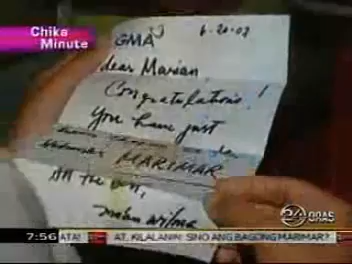 Chika
Minute
GMA
6-20-07
dear Marian,
Congratulations!
You have just
MARIMAR
All the best,
24 ORAS
7:56 ATA! AT, KILALANIN: SINO ANG BAGONG MARIMAR?